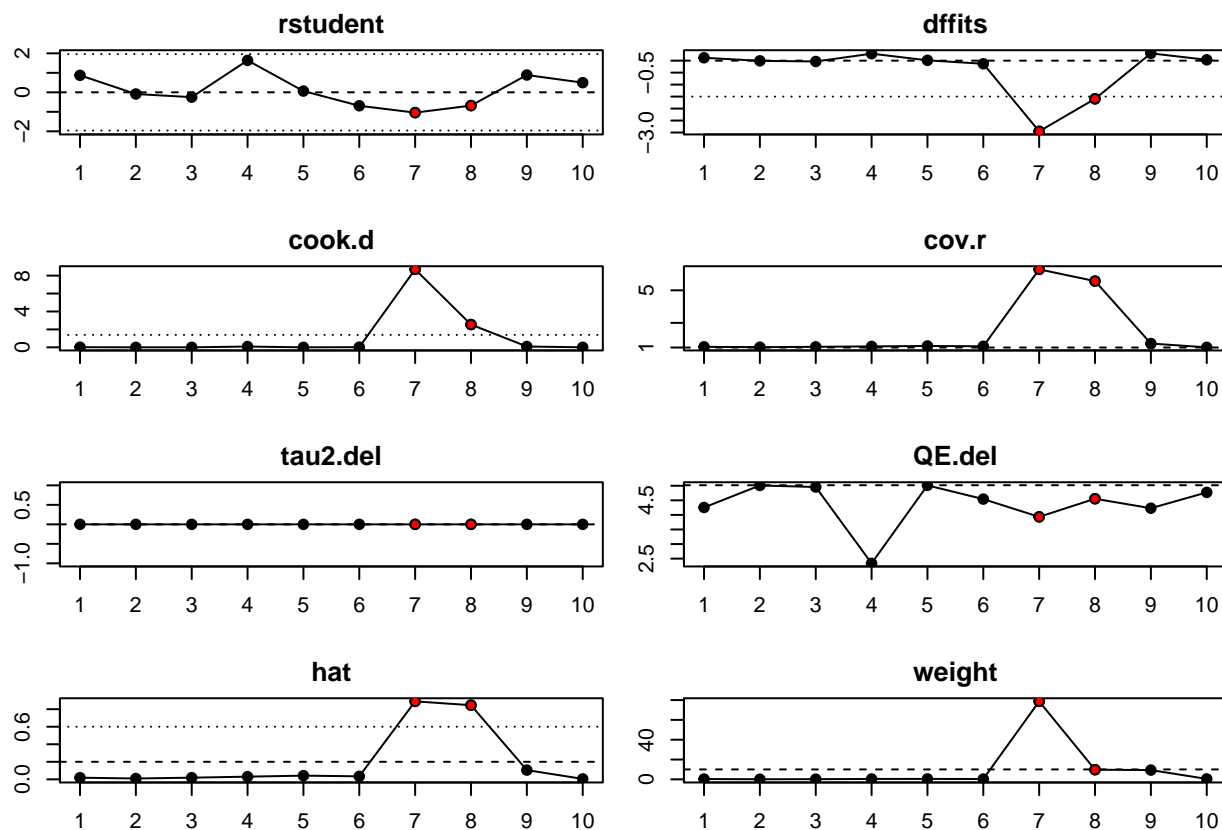 rstudent
2
0
−2
1 2 3 4 5 6 7 8 9 10
dffits
−0.5
−3.0
1 2 3 4 5 6 7 8 9 10
cook.d
8
4
0
1 2 3 4 5 6 7 8 9 10
cov.r
5
1
1 2 3 4 5 6 7 8 9 10
tau2.del
0.5
−1.0
1 2 3 4 5 6 7 8 9 10
QE.del
4.5
2.5
1 2 3 4 5 6 7 8 9 10
hat
0.6
0.0
1 2 3 4 5 6 7 8 9 10
weight
40
0
1 2 3 4 5 6 7 8 9 10